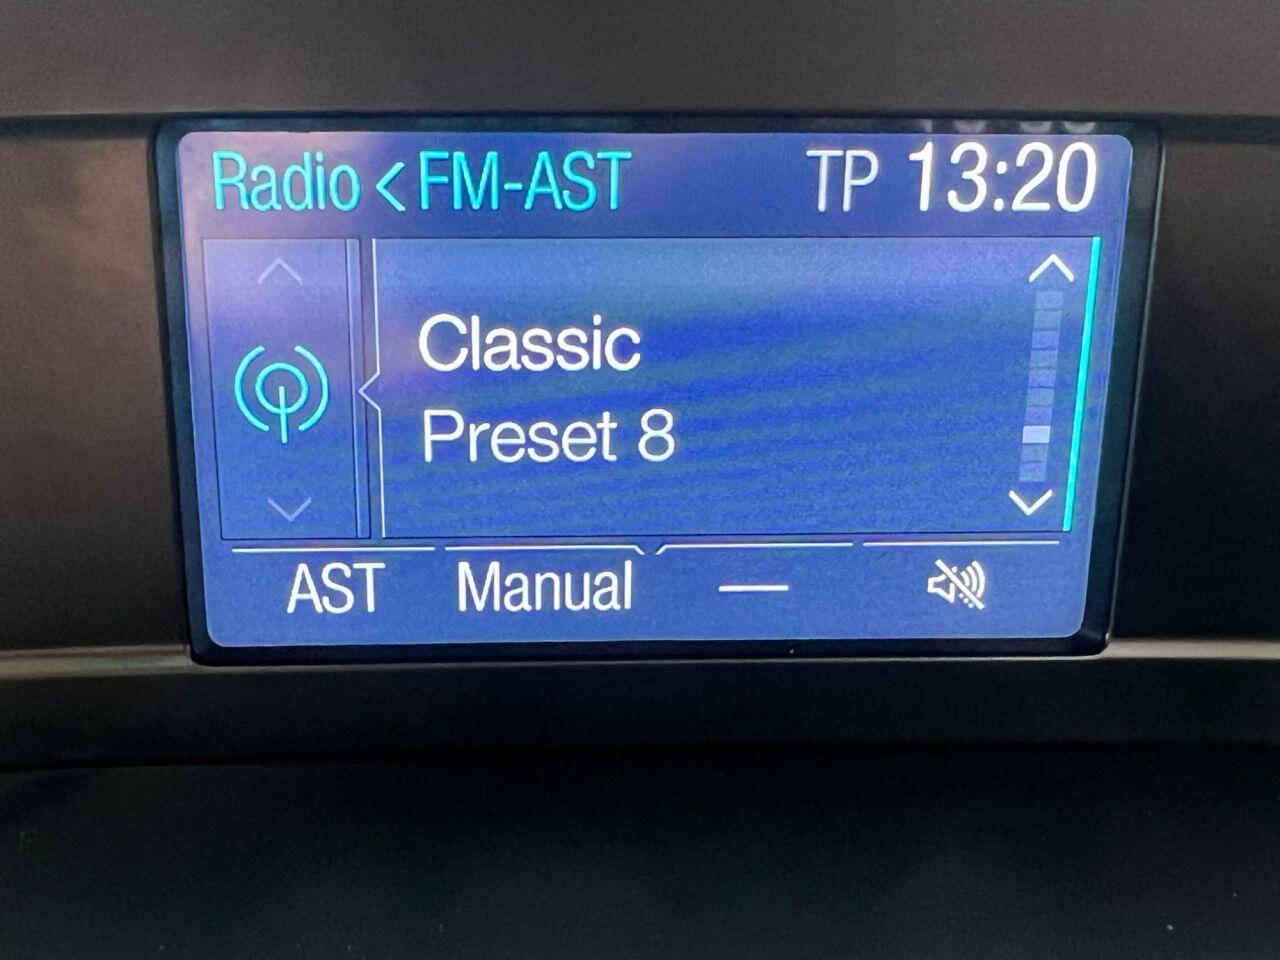 Radio < FM-AST TP 13:20
Classic
Preset 8
AST Manual —